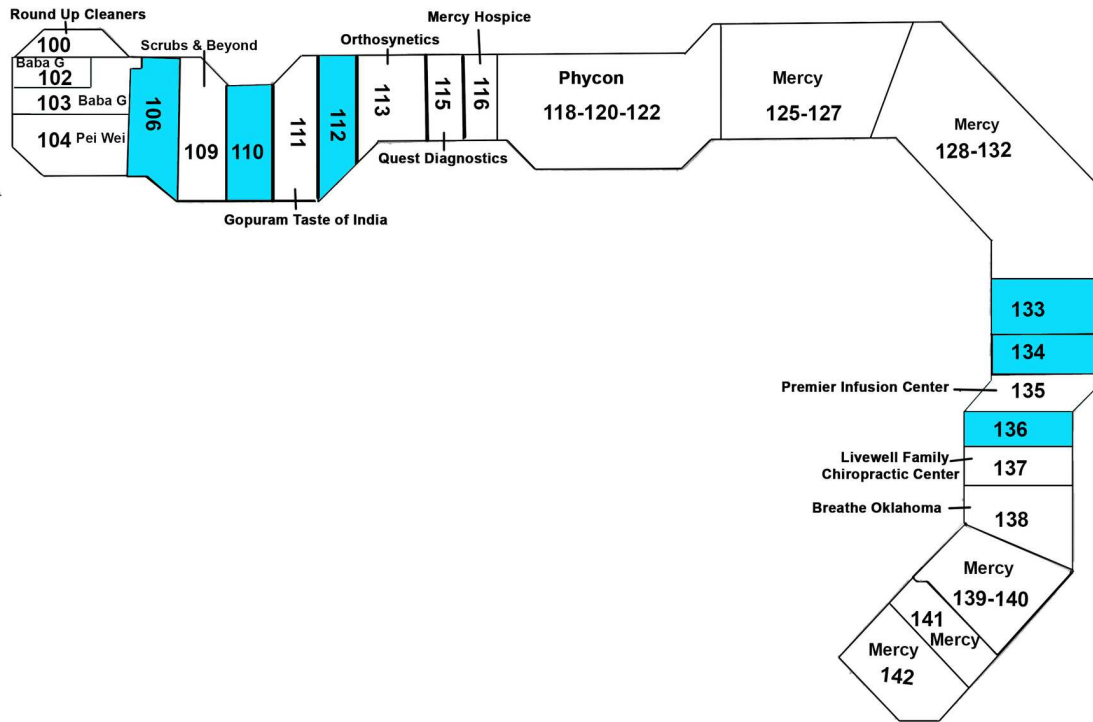 Round Up Cleaners
100
Baba G
102
103 Baba G
104 Pei Wei
106
Scrubs & Beyond
109
110
111
Gopuram Taste of India
112
Orthosynetics
113
115
Quest Diagnostics
Mercy Hospice
116
Phycon
118-120-122
Mercy
125-127
Mercy
128-132
133
134
Premier Infusion Center
135
136
Livewell Family
Chiropractic Center
137
Breathe Oklahoma
138
Mercy
139-140
141
Mercy
Mercy
142